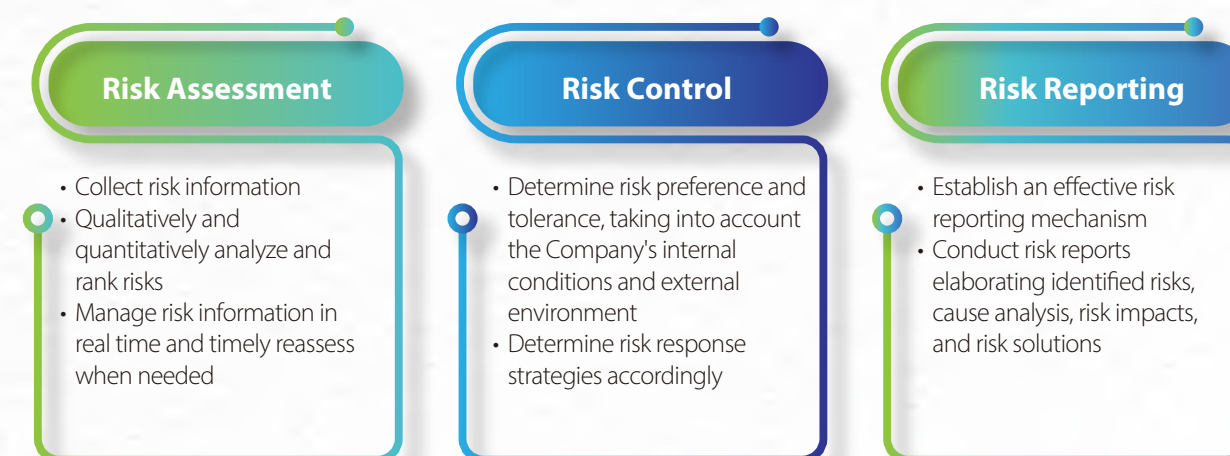 Risk Assessment
• Collect risk information
• Qualitatively and
quantitatively analyze and
rank risks
• Manage risk information in
real time and timely reassess
when needed
Risk Control
• Determine risk preference and
tolerance, taking into account
the Company's internal
conditions and external
environment
• Determine risk response
strategies accordingly
Risk Reporting
• Establish an effective risk
reporting mechanism
• Conduct risk reports
elaborating identified risks,
cause analysis, risk impacts,
and risk solutions